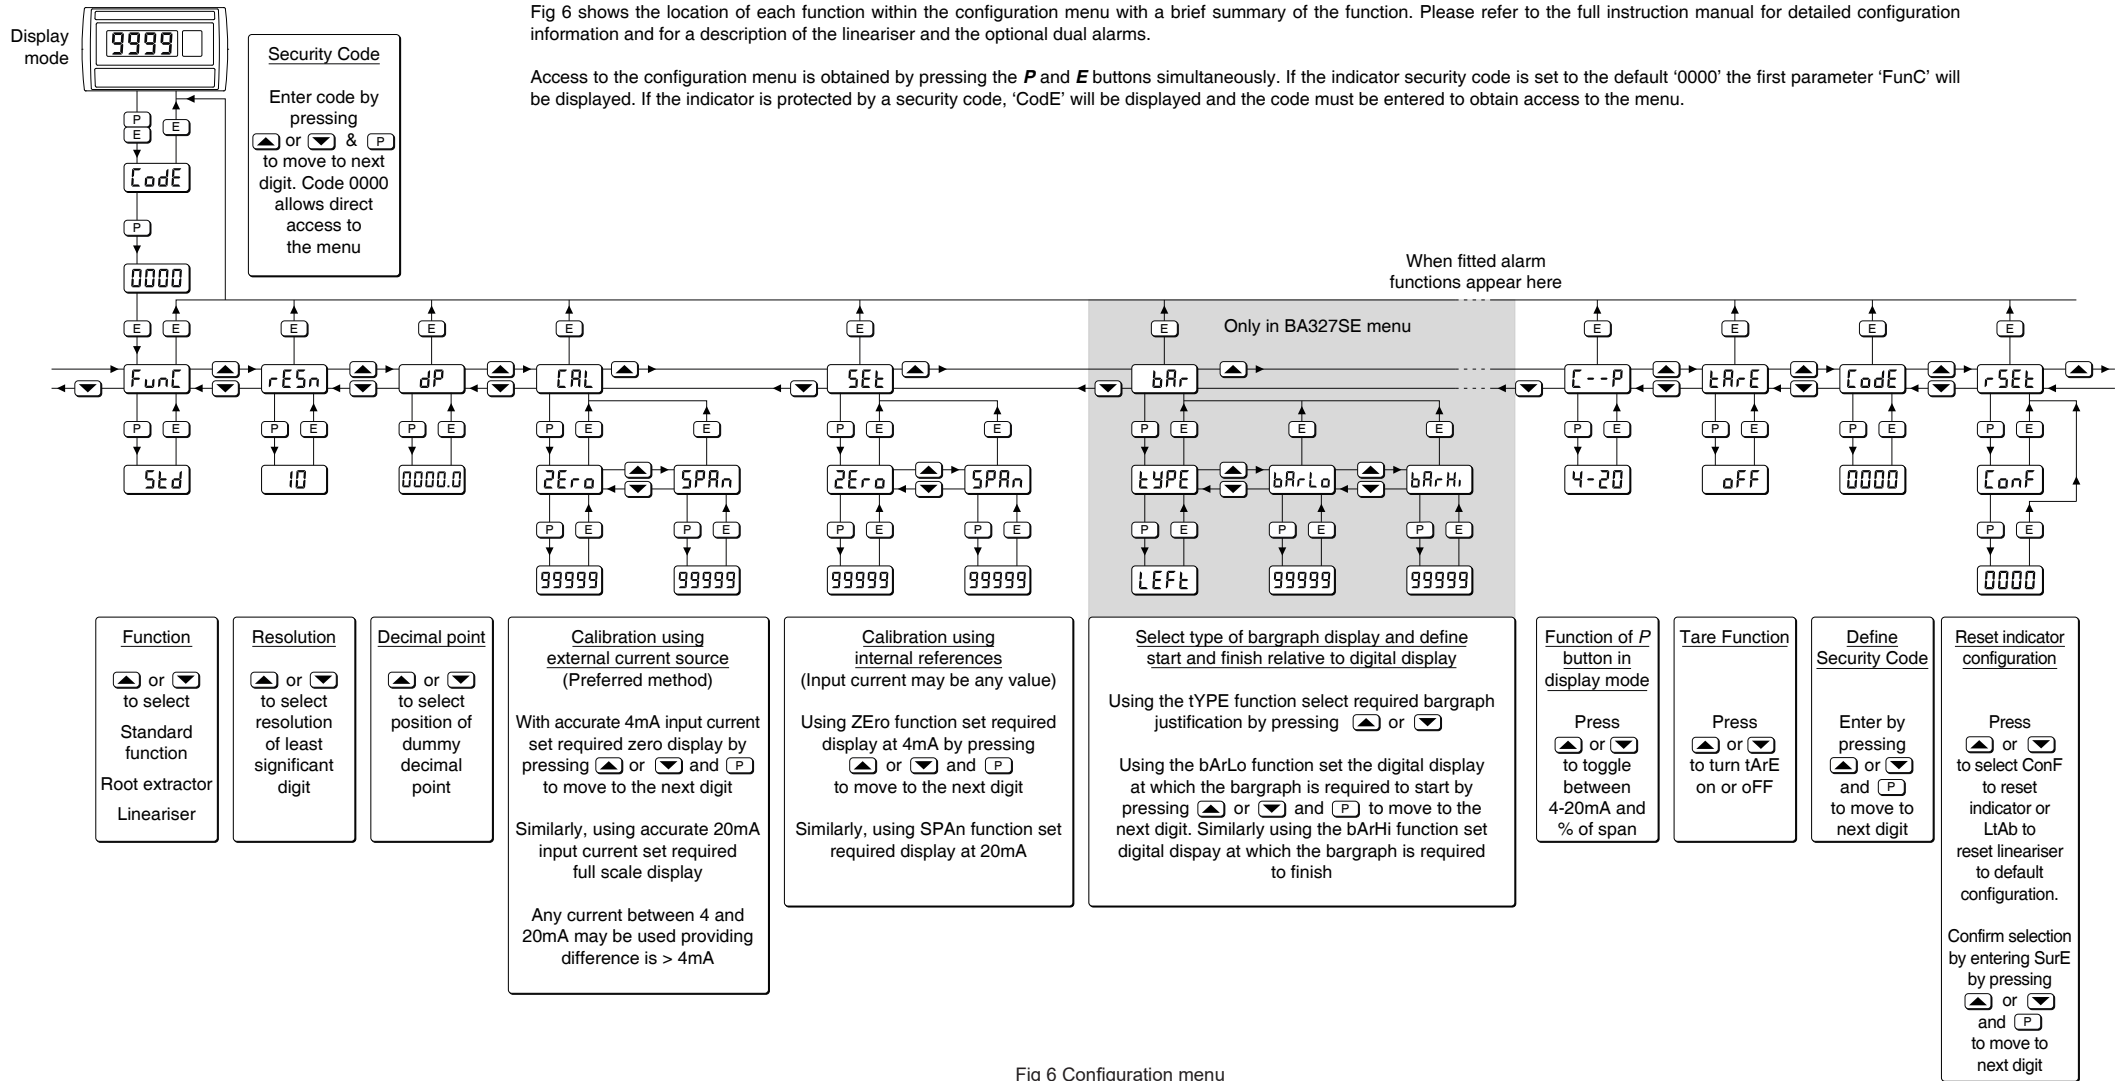 Fig 6 shows the location of each function within the configuration menu with a brief summary of the function. Please refer to the full instruction manual for detailed configuration
information and for a description of the lineariser and the optional dual alarms.
Access to the configuration menu is obtained by pressing the P and E buttons simultaneously. If the indicator security code is set to the default ‘0000’ the first parameter ‘FunC’ will
be displayed. If the indicator is protected by a security code, ‘CodE’ will be displayed and the code must be entered to obtain access to the menu.
Display
mode
9999
Security Code
Enter code by
pressing
or & P
to move to next
digit. Code 0000
allows direct
access to
the menu
P
E
E
CodE
P
0000
When fitted alarm
functions appear here
Only in BA327SE menu
E E E E E E E E E E E
FunC rESn dP CAL SEt bAr C--P tArE CodE rSEt
P E P E P E P E E P E E P E E E P E P E P E P E
Std 10 0000.0 ZEro SPAn ZEro SPAn tYPE bArLo bArHi 4-20 oFF 0000 ConF
P E P E P E P E P E P E P E P E
99999 99999 99999 99999 LEFt 99999 99999 0000
Function
or
to select
Standard
function
Root extractor
Lineariser
Resolution
or
to select
resolution
of least
significant
digit
Decimal point
or
to select
position of
dummy
decimal
point
Calibration using
external current source
(Preferred method)
With accurate 4mA input current
set required zero display by
pressing or and P
to move to the next digit
Similarly, using accurate 20mA
input current set required
full scale display
Any current between 4 and
20mA may be used providing
difference is > 4mA
Calibration using
internal references
(Input current may be any value)
Using ZEro function set required
display at 4mA by pressing
or and P
to move to the next digit
Similarly, using SPAn function set
required display at 20mA
Select type of bargraph display and define
start and finish relative to digital display
Using the tYPE function select required bargraph
justification by pressing or
Using the bArLo function set the digital display
at which the bargraph is required to start by
pressing or and P to move to the
next digit. Similarly using the bArHi function set
digital dispay at which the bargraph is required
to finish
Function of P
button in
display mode
Press
or
to toggle
between
4-20mA and
% of span
Tare Function
Press
or
to turn tArE
on or oFF
Define
Security Code
Enter by
pressing
or
and P
to move to
next digit
Reset indicator
configuration
Press
or
to select ConF
to reset
indicator or
LtAb to
reset lineariser
to default
configuration.
Confirm selection
by entering SurE
by pressing
or
and P
to move to
next digit
Fig 6 Configuration menu